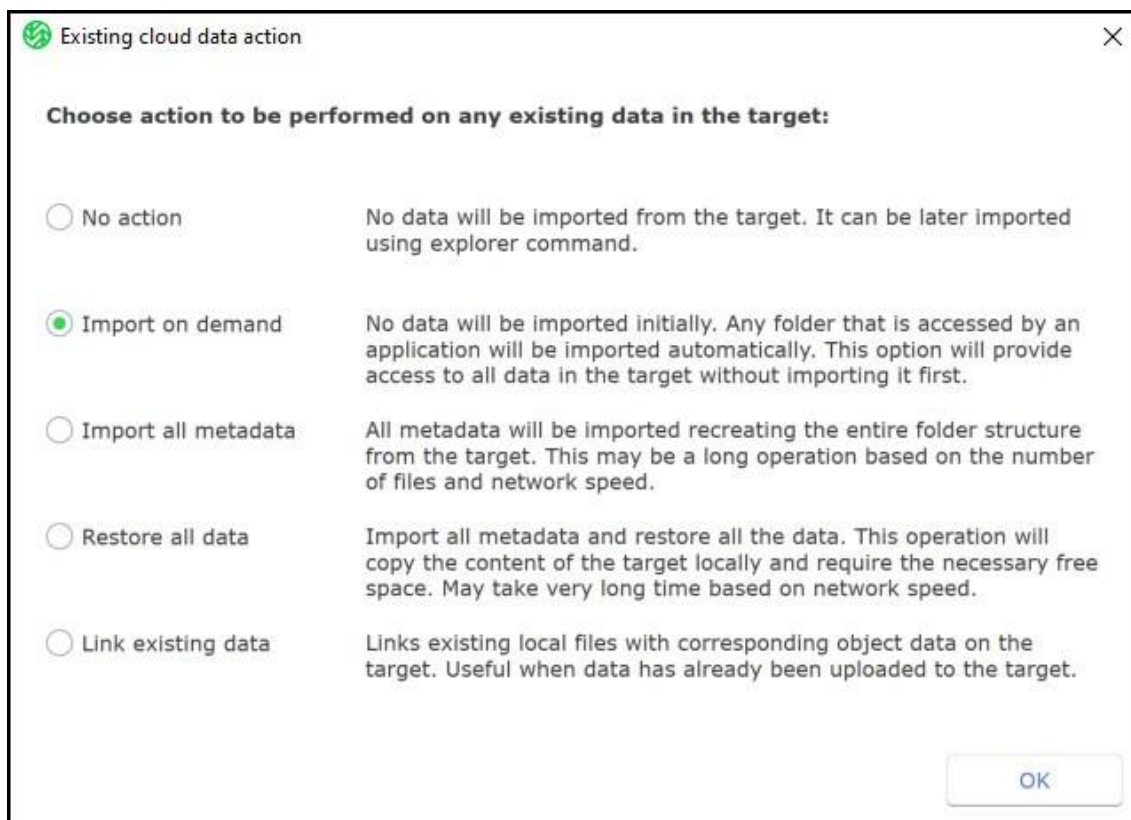 Existing cloud data action
Choose action to be performed on any existing data in the target:
No action
No data will be imported from the target. It can be later imported
using explorer command.
Import on demand
No data will be imported initially. Any folder that is accessed by an
application will be imported automatically. This option will provide
access to all data in the target without importing it first.
Import all metadata
All metadata will be imported recreating the entire folder structure
from the target. This may be a long operation based on the number
of files and network speed.
Restore all data
Import all metadata and restore all the data. This operation will
copy the content of the target locally and require the necessary free
space. May take very long time based on network speed.
Link existing data
Links existing local files with corresponding object data on the
target. Useful when data has already been uploaded to the target.
OK